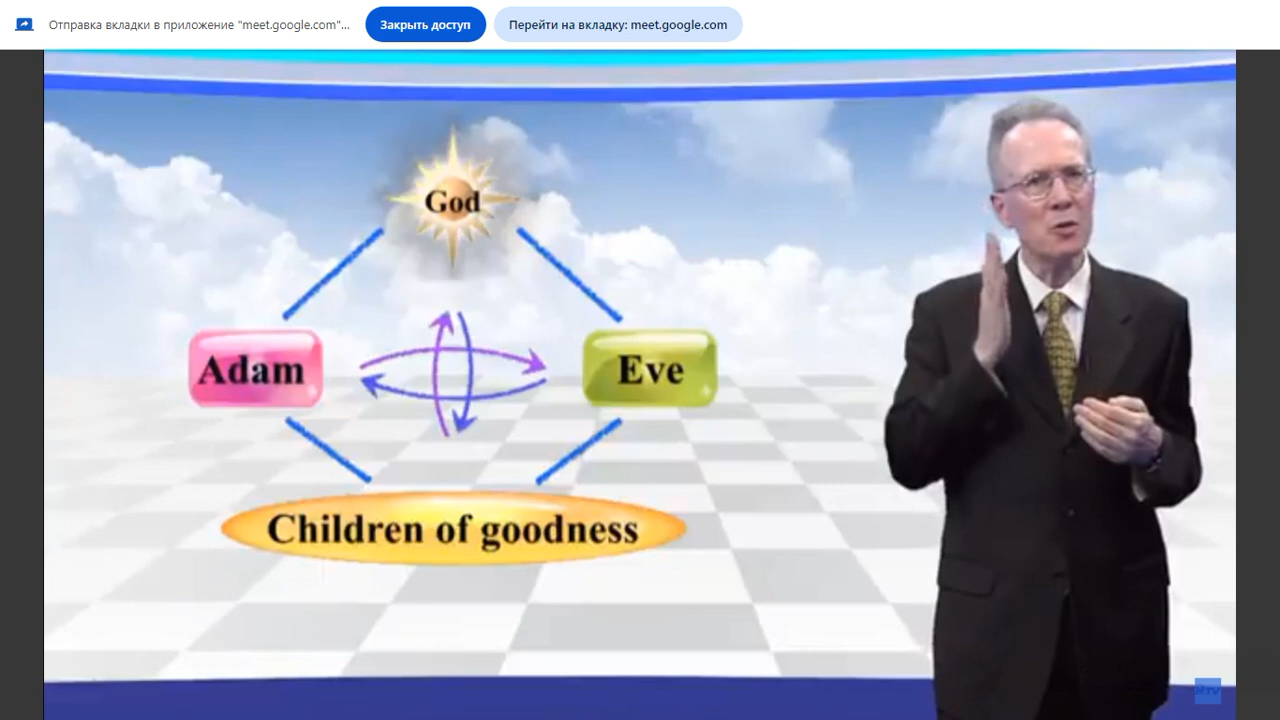 Отправка вкладки в приложение "meet.google.com"...
Закрыть доступ
Перейти на вкладку: meet.google.com
God
Adam
Eve
Children of goodness